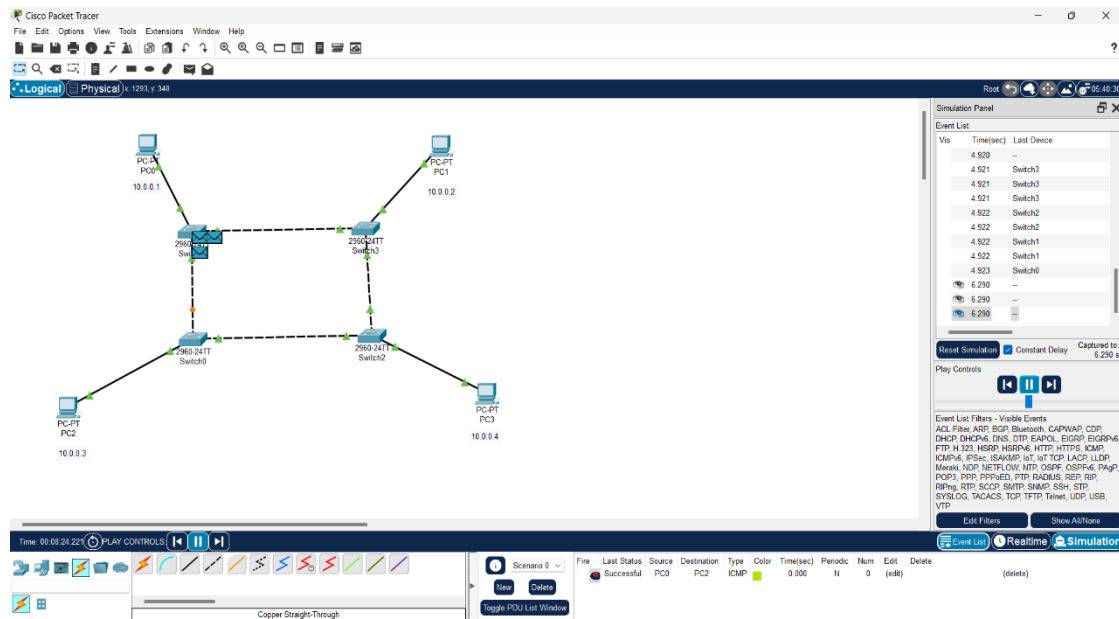 Cisco Packet Tracer
File Edit Options View Tools Extensions Window Help
?
Logical Physical x 1293, y: 348
Root
05:40:30
Simulation Panel
Event List
Vis. Time(sec) Last Device
4.920 --
4.921 Switch3
4.921 Switch3
4.921 Switch3
4.922 Switch2
4.922 Switch2
4.922 Switch1
4.922 Switch1
4.923 Switch0
6.290 --
6.290 --
6.290 --
Reset Simulation Constant Delay Captured to:
6.290 s
Play Controls
Event List Filters - Visible Events
ACL Filter, ARP, BGP, Bluetooth, CAPWAP, CDP,
DHCP, DHCPv6, DNS, DTP, EAPOL, EIGRP, EIGRPv6,
FTP, H.323, HSRP, HSRPv6, HTTP, HTTPS, ICMP,
ICMPv6, IPSec, ISAKMP, IoT, IoT TCP, LACP, LLDP,
Meraki, NDP, NETFLOW, NTP, OSPF, OSPFv6, PAgP,
POP3, PPP, PPPoED, PTP, RADIUS, REP, RIP,
RIPng, RTP, SCCP, SMTP, SNMP, SSH, STP,
SYSLOG, TACACS, TCP, TFTP, Telnet, UDP, USB,
VTP
Edit Filters Show All/None
Event List Realtime Simulation
PC-PT
PC0
10.0.0.1
PC-PT
PC1
10.0.0.2
2960-24TT
Switch3
2960-24TT
Switch0
2960-24TT
Switch2
PC-PT
PC2
10.0.0.3
PC-PT
PC3
10.0.0.4
Time: 00:08:24.221 PLAY CONTROLS:
Copper Straight-Through
Scenario 0
New Delete
Toggle PDU List Window
Fire Last Status Source Destination Type Color Time(sec) Periodic Num Edit Delete
Successful PC0 PC2 ICMP 0.000 N 0 (edit) (delete)